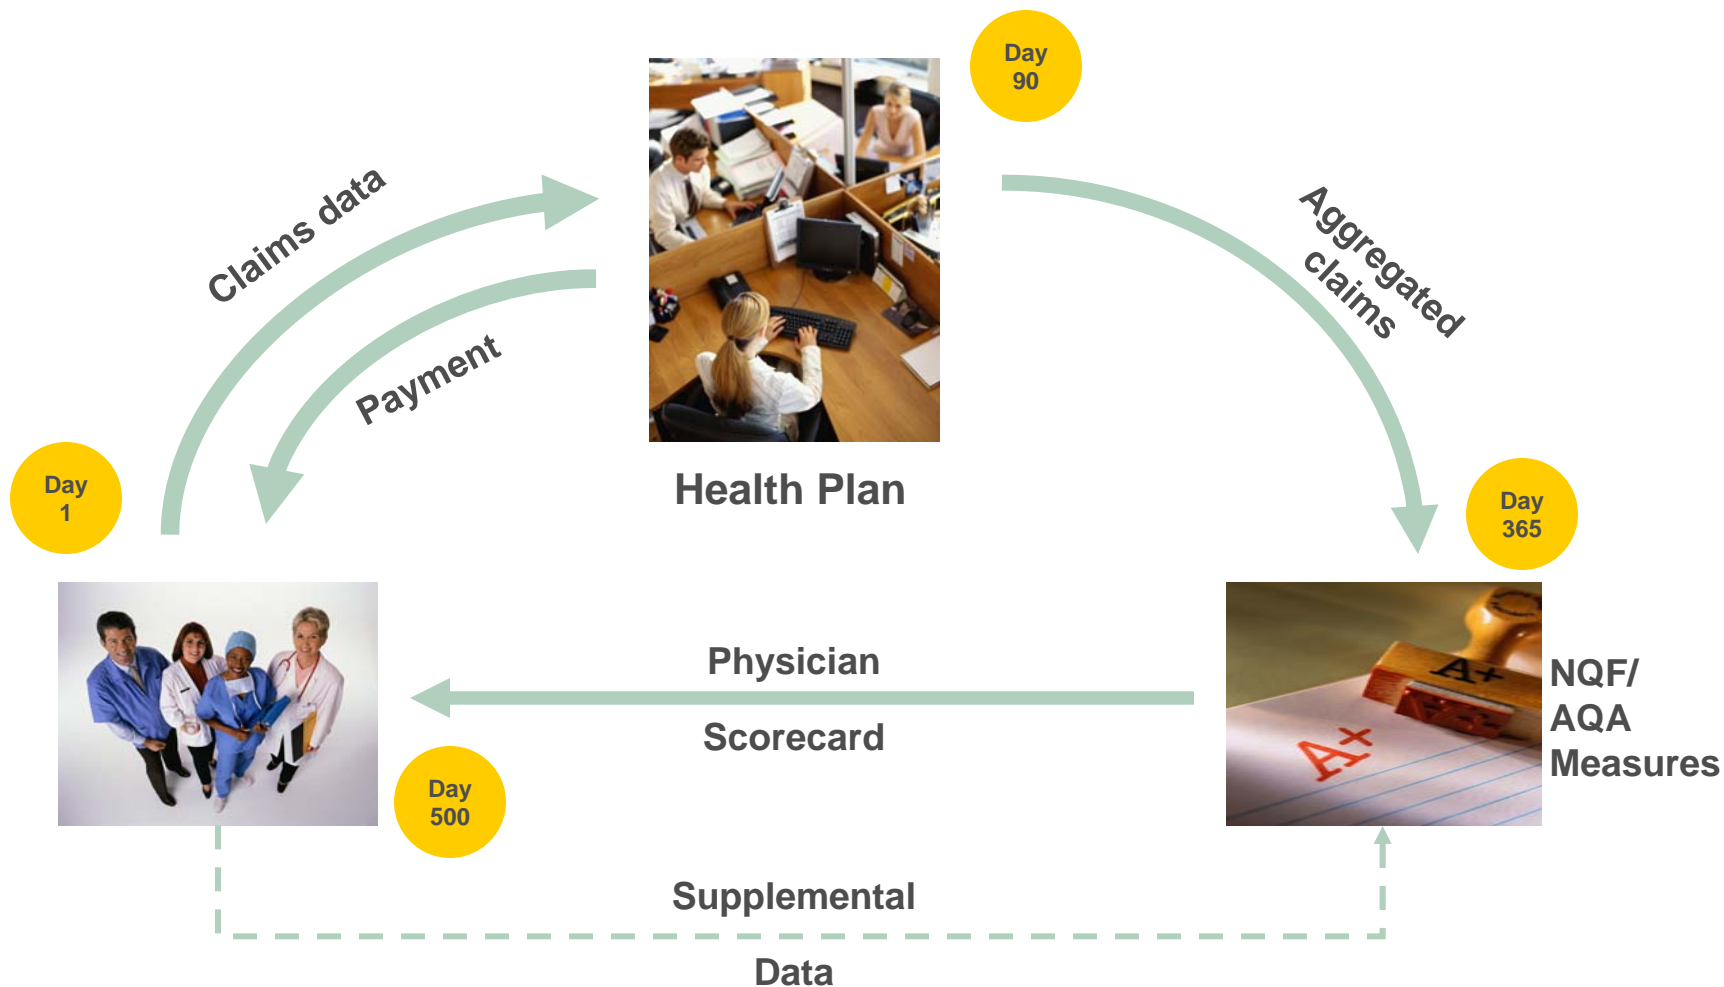 Day
90
Claims data
Aggregated
claims
Payment
Day
1
Health Plan
Day
365
A+
A+
Physician
Scorecard
NQF/
AQA
Measures
Day
500
Supplemental
Data